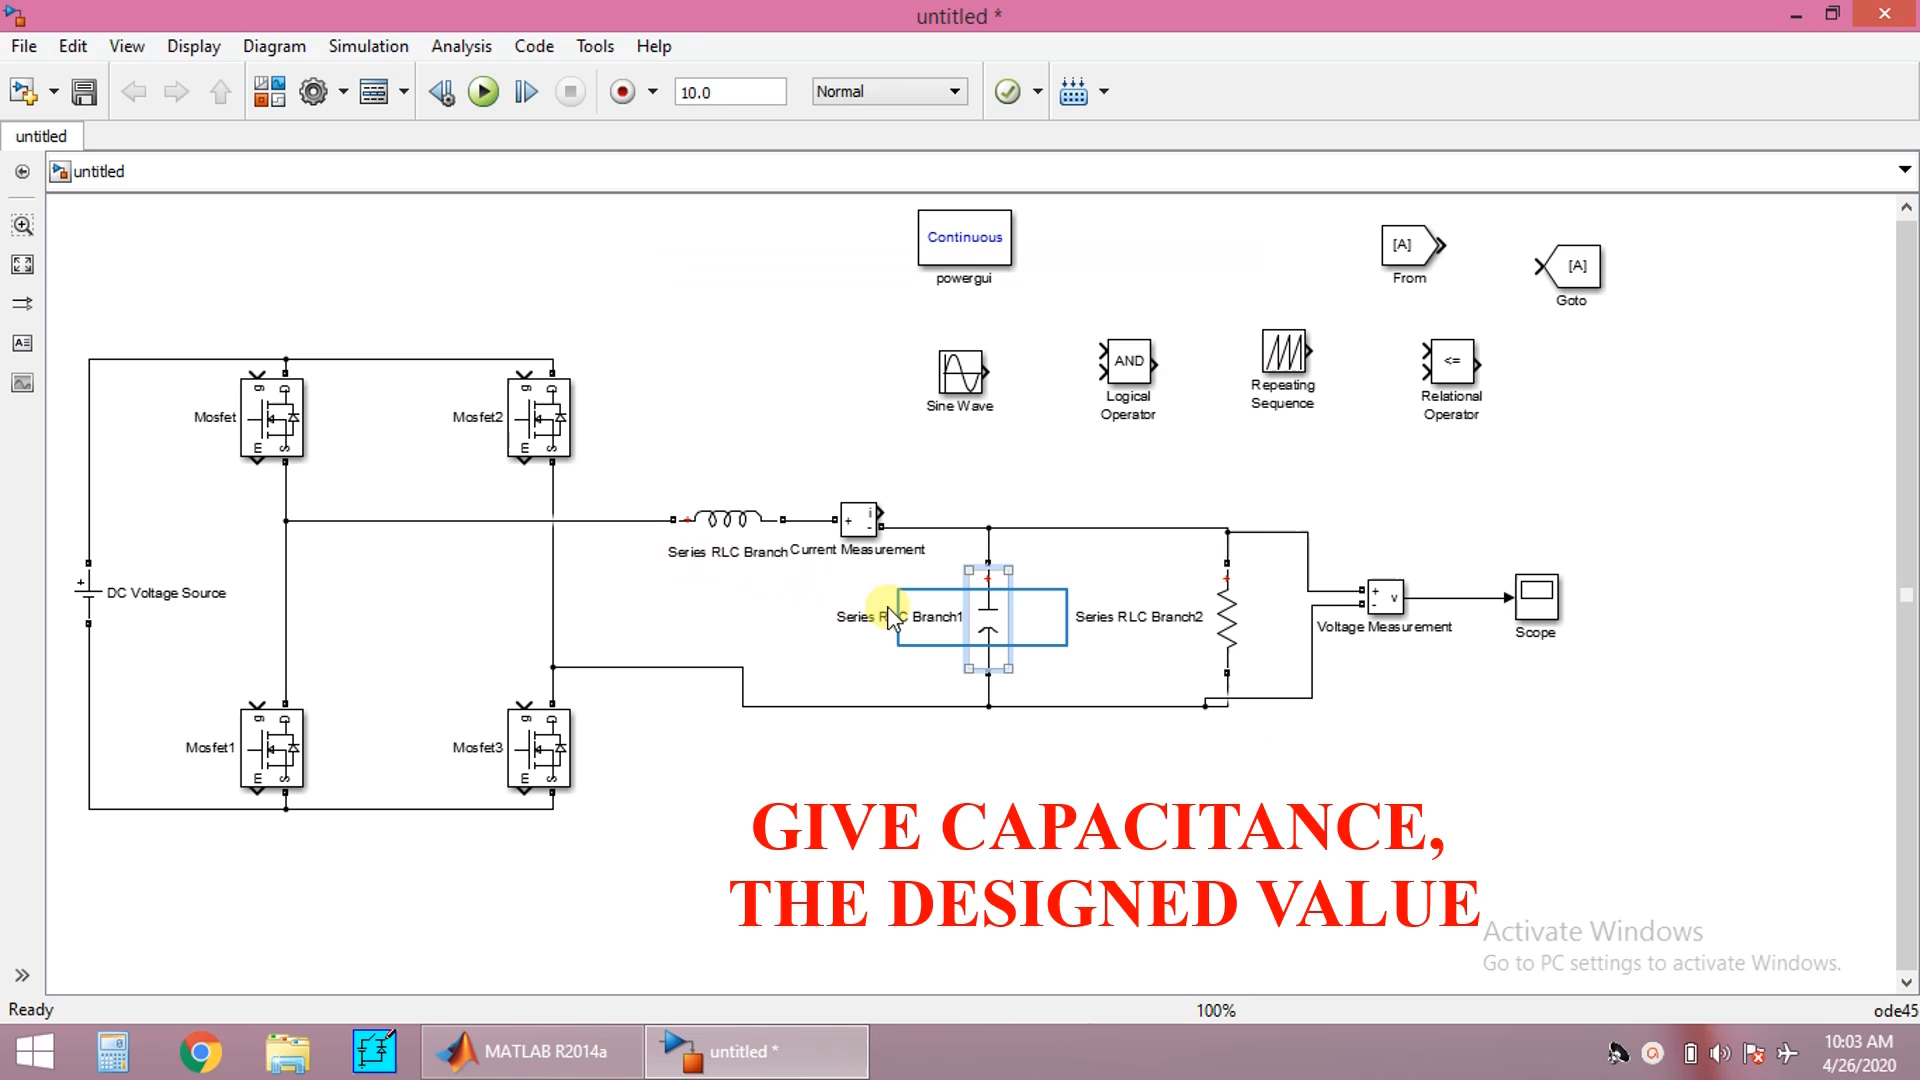 untitled *
File Edit View Display Diagram Simulation Analysis Code Tools Help
10.0 Normal
untitled
untitled
Continuous
powergui
[A]
From
[A]
Goto
Sine Wave
AND
Logical
Operator
Repeating
Sequence
<=
Relational
Operator
Mosfet
g D
m S
Mosfet2
g D
m S
Series RLC Branch
+ i
-
Current Measurement
+
DC Voltage Source
Series RLC Branch1
Series RLC Branch2
+ v
-
Voltage Measurement
Scope
Mosfet1
g D
m S
Mosfet3
g D
m S
GIVE CAPACITANCE,
THE DESIGNED VALUE
Activate Windows
Go to PC settings to activate Windows.
Ready 100% ode45
MATLAB R2014a
untitled *
10:03 AM
4/26/2020